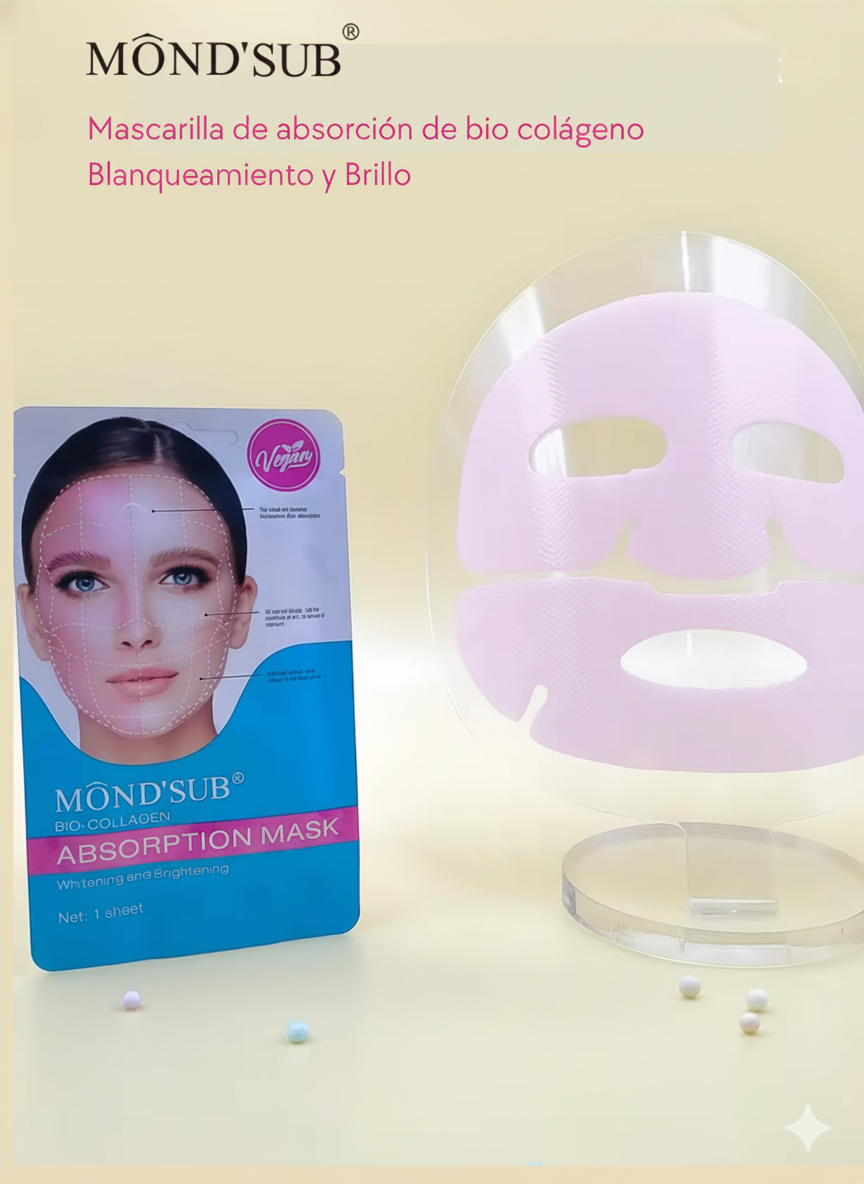 MÔND'SUB®
Mascarilla de absorción de bio colágeno
Blanqueamiento y Brillo
Vegan
MÔND'SUB®
BIO-COLLAGEN
ABSORPTION MASK
Whitening and Brightening
Net: 1 sheet